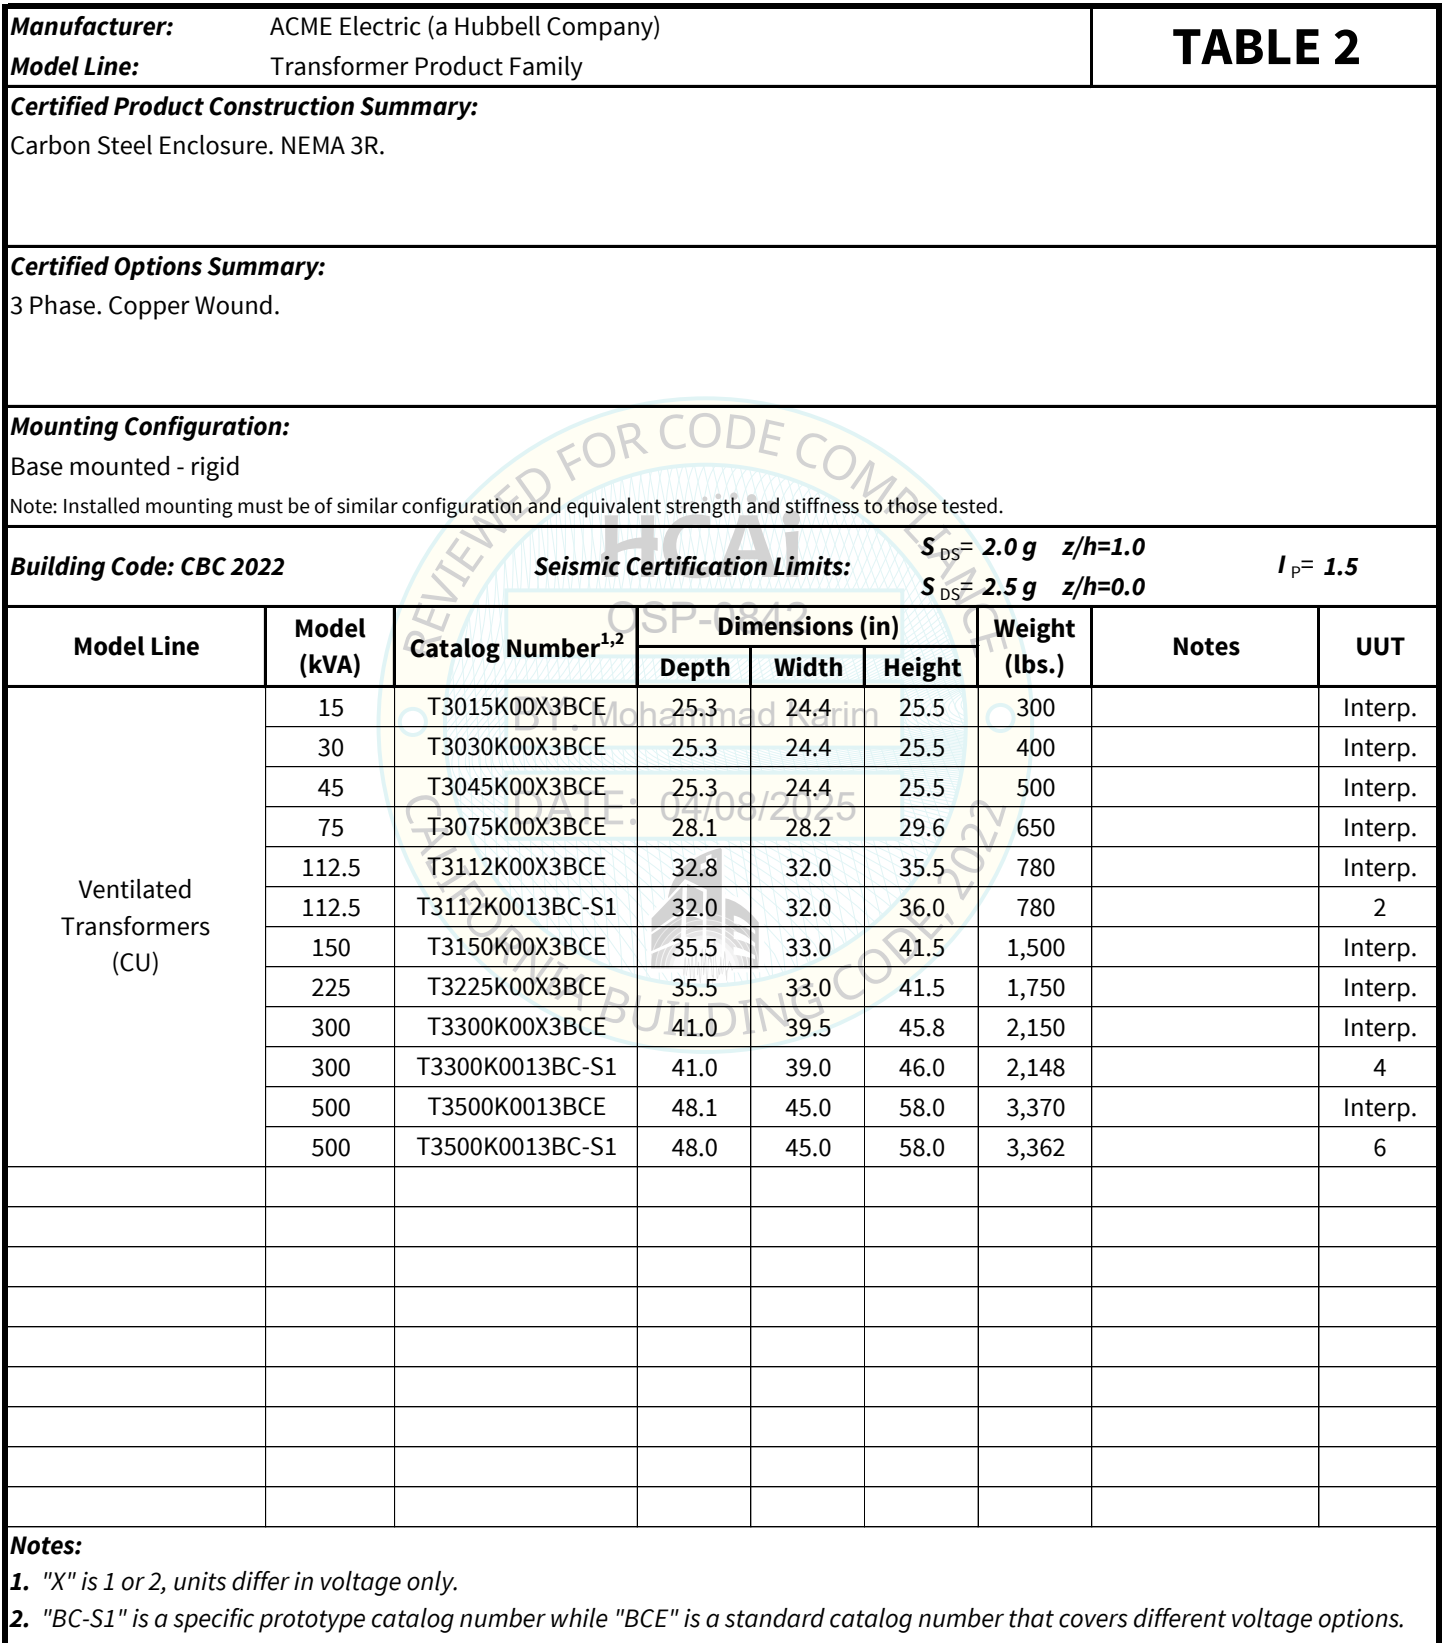 Manufacturer: ACME Electric (a Hubbell Company)
TABLE 2
Model Line: Transformer Product Family
Certified Product Construction Summary:
Carbon Steel Enclosure. NEMA 3R.
Certified Options Summary:
3 Phase. Copper Wound.
Mounting Configuration:
Base mounted - rigid
Note: Installed mounting must be of similar configuration and equivalent strength and stiffness to those tested.
Building Code: CBC 2022 Seismic Certification Limits: S DS= 2.0 g z/h=1.0 I P= 1.5
S DS= 2.5 g z/h=0.0
Model Line Model (kVA) Catalog Number1,2 Dimensions (in) Weight (lbs.) Notes UUT
Depth Width Height
Ventilated Transformers (CU)
15 T3015K00X3BCE 25.3 24.4 25.5 300 Interp.
30 T3030K00X3BCE 25.3 24.4 25.5 400 Interp.
45 T3045K00X3BCE 25.3 24.4 25.5 500 Interp.
75 T3075K00X3BCE 28.1 28.2 29.6 650 Interp.
112.5 T3112K00X3BCE 32.8 32.0 35.5 780 Interp.
112.5 T3112K0013BC-S1 32.0 32.0 36.0 780 2
150 T3150K00X3BCE 35.5 33.0 41.5 1,500 Interp.
225 T3225K00X3BCE 35.5 33.0 41.5 1,750 Interp.
300 T3300K00X3BCE 41.0 39.5 45.8 2,150 Interp.
300 T3300K0013BC-S1 41.0 39.0 46.0 2,148 4
500 T3500K0013BCE 48.1 45.0 58.0 3,370 Interp.
500 T3500K0013BC-S1 48.0 45.0 58.0 3,362 6
Notes:
1. "X" is 1 or 2, units differ in voltage only.
2. "BC-S1" is a specific prototype catalog number while "BCE" is a standard catalog number that covers different voltage options.
REVIEWED FOR CODE COMPLIANCE
HCAi
OSP-0842
BY: Mohammad Karim
DATE: 04/08/2025
CALIFORNIA BUILDING CODE, 2022